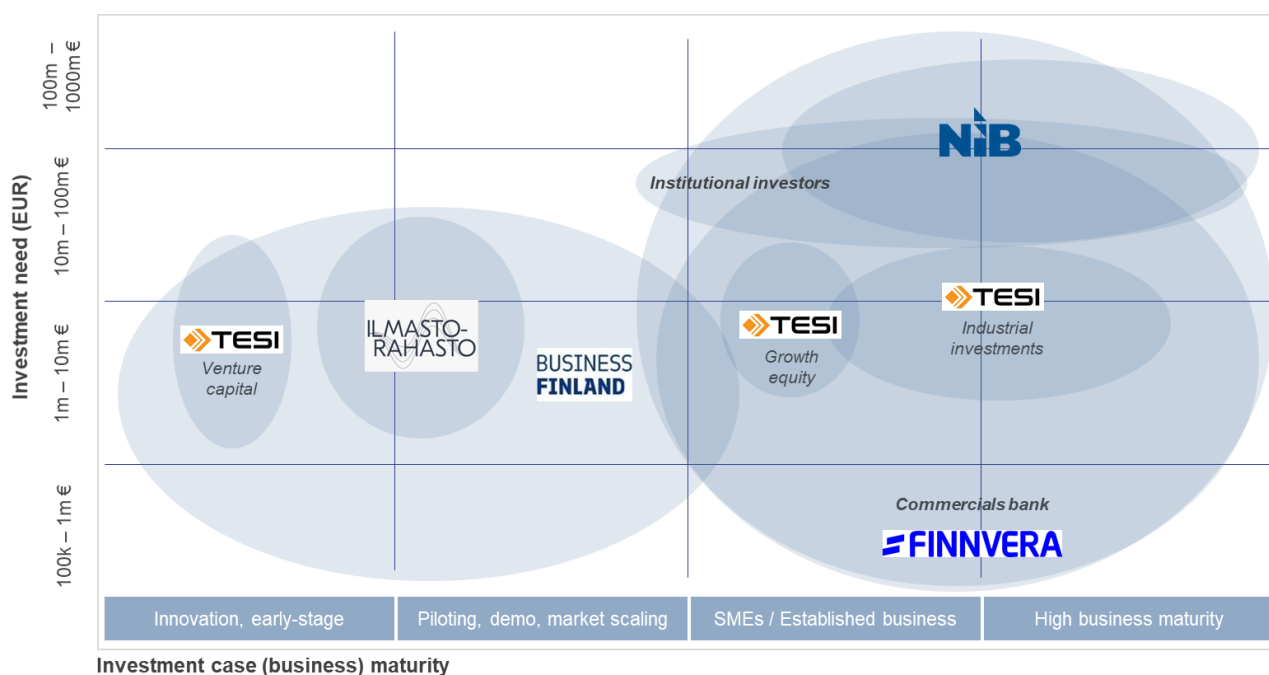 Investment need (EUR)
100m –
1000m €
10m – 100m €
1m – 10m €
100k – 1m €
NIB
Institutional investors
TESI
Venture
capital
ILMASTO-
RAHASTO
BUSINESS
FINLAND
TESI
Growth
equity
TESI
Industrial
investments
Commercials bank
FINNVERA
Innovation, early-stage
Piloting, demo, market scaling
SMEs / Established business
High business maturity
Investment case (business) maturity